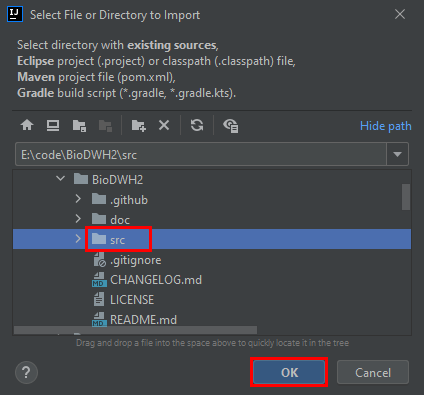 IJ
Select File or Directory to Import
Select directory with existing sources,
Eclipse project (.project) or classpath (.classpath) file,
Maven project file (pom.xml),
Gradle build script (*.gradle, *.gradle.kts).
Hide path
E:\code\BioDWH2\src
BioDWH2
.github
doc
src
.gitignore
MD CHANGELOG.md
LICENSE
MD README.md
Drag and drop a file into the space above to quickly locate it in the tree
? OK Cancel